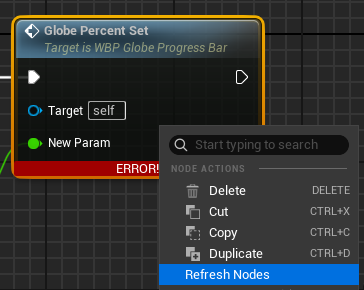 Globe Percent Set
Target is WBP Globe Progress Bar
Target self
New Param
ERROR!
Start typing to search
NODE ACTIONS
Delete DELETE
Cut CTRL+X
Copy CTRL+C
Duplicate CTRL+D
Refresh Nodes